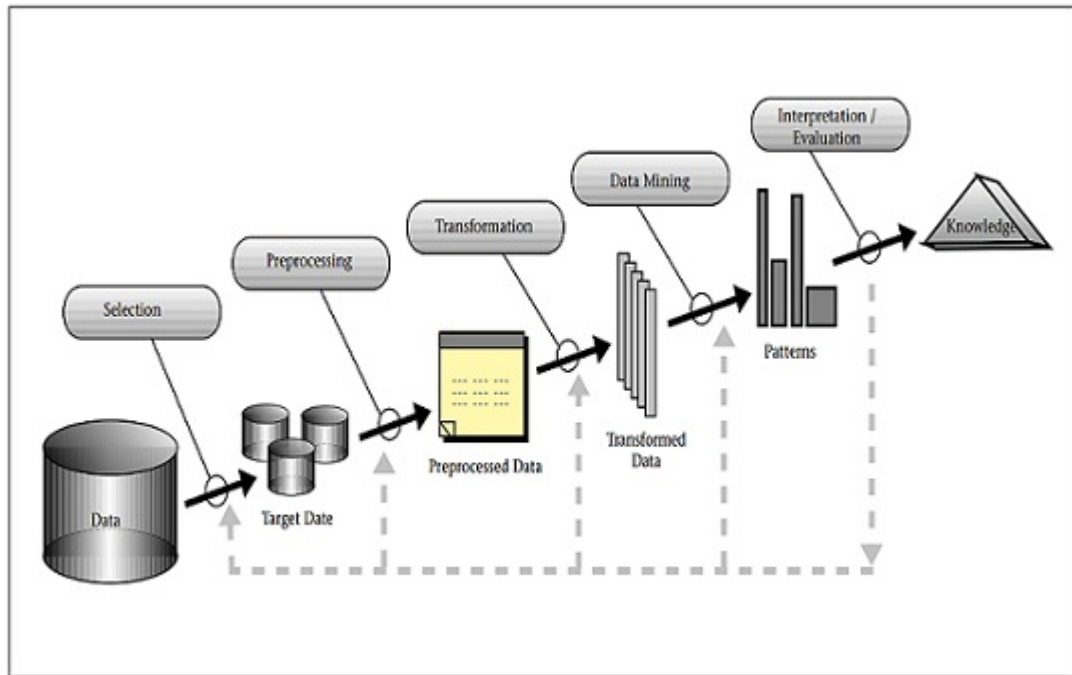 Interpretation /
Evaluation
Data Mining
Knowledge
Transformation
Preprocessing
Selection
Patterns
Transformed
Data
Preprocessed Data
Target Date
Data